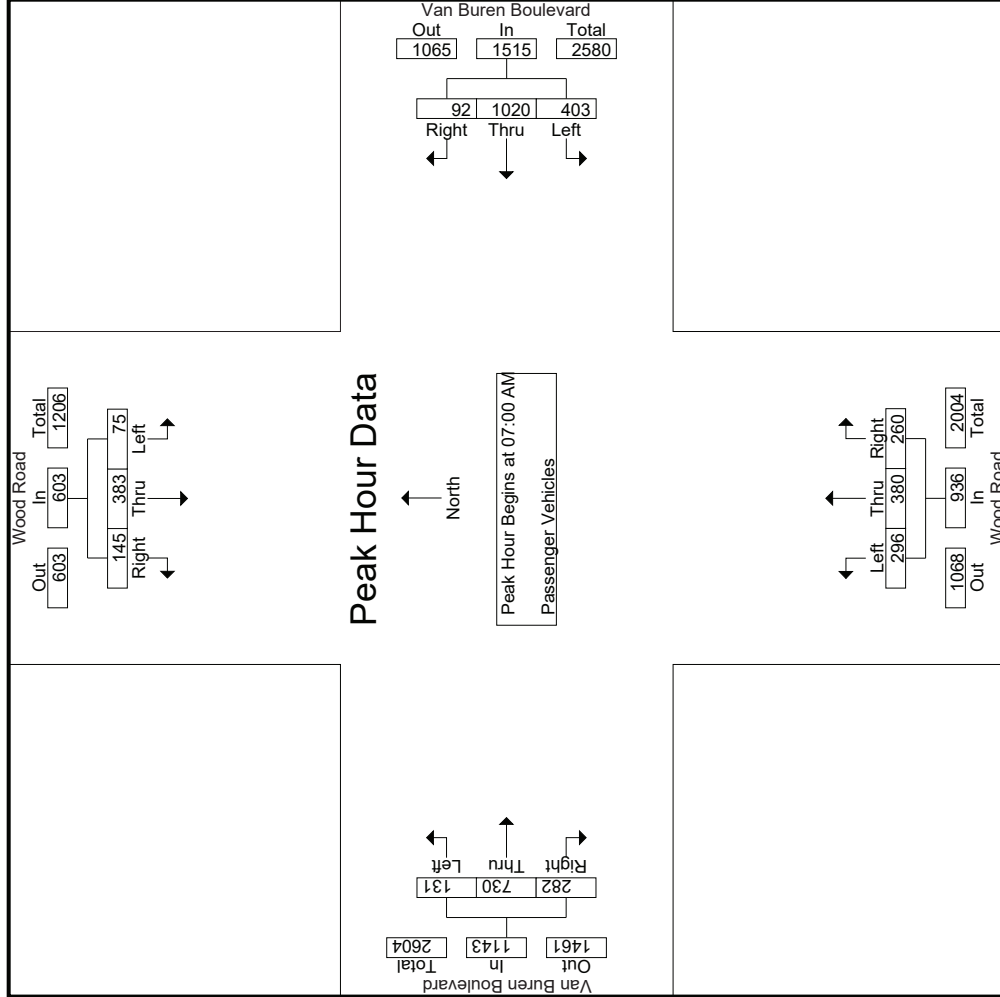 Van Buren Boulevard
Out In Total
1065 1515 2580
92 1020 403
Right Thru Left
Wood Road
Out In Total
603 603 1206
145 383 75
Right Thru Left
Peak Hour Data
North
Peak Hour Begins at 07:00 AM
Passenger Vehicles
Left Thru Right
296 380 260
1068 936 2004
Out In Total
Wood Road
Left Thru Right
131 730 282
2604 1143 1461
Total In Out
Van Buren Boulevard